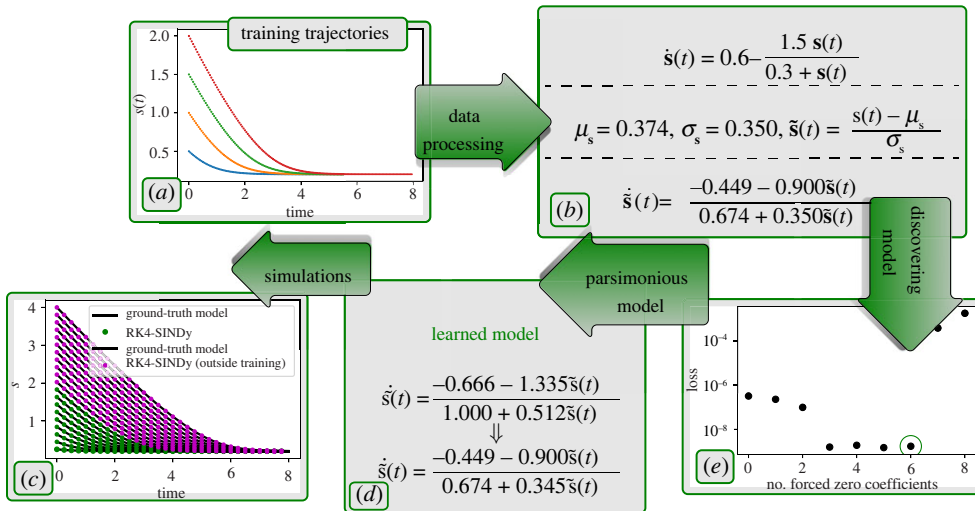 training trajectories
2.0
1.5
1.0
0.5
s(t)
0 2 4 6 8
time
(a)
data
processing
ṡ(t) = 0.6– 1.5 s(t) / 0.3 + s(t)
μs = 0.374, σs = 0.350, s̃(t) = s(t) – μs / σs
s̃̇(t)= –0.449 – 0.900s̃(t) / 0.674 + 0.350s̃(t)
(b)
discovering
model
parsimonious
model
simulations
4
3
2
1
s
ground-truth model
RK4-SINDy
ground-truth model
RK4-SINDy (outside training)
0 2 4 6 8
time
(c)
learned model
s̃̇(t)= –0.666 – 1.335s̃(t) / 1.000 + 0.512s̃(t)
⇓
s̃̇(t)= –0.449 – 0.900s̃(t) / 0.674 + 0.345s̃(t)
(d)
10⁻⁴
10⁻⁶
10⁻⁸
loss
0 2 4 6 8
no. forced zero coefficients
(e)